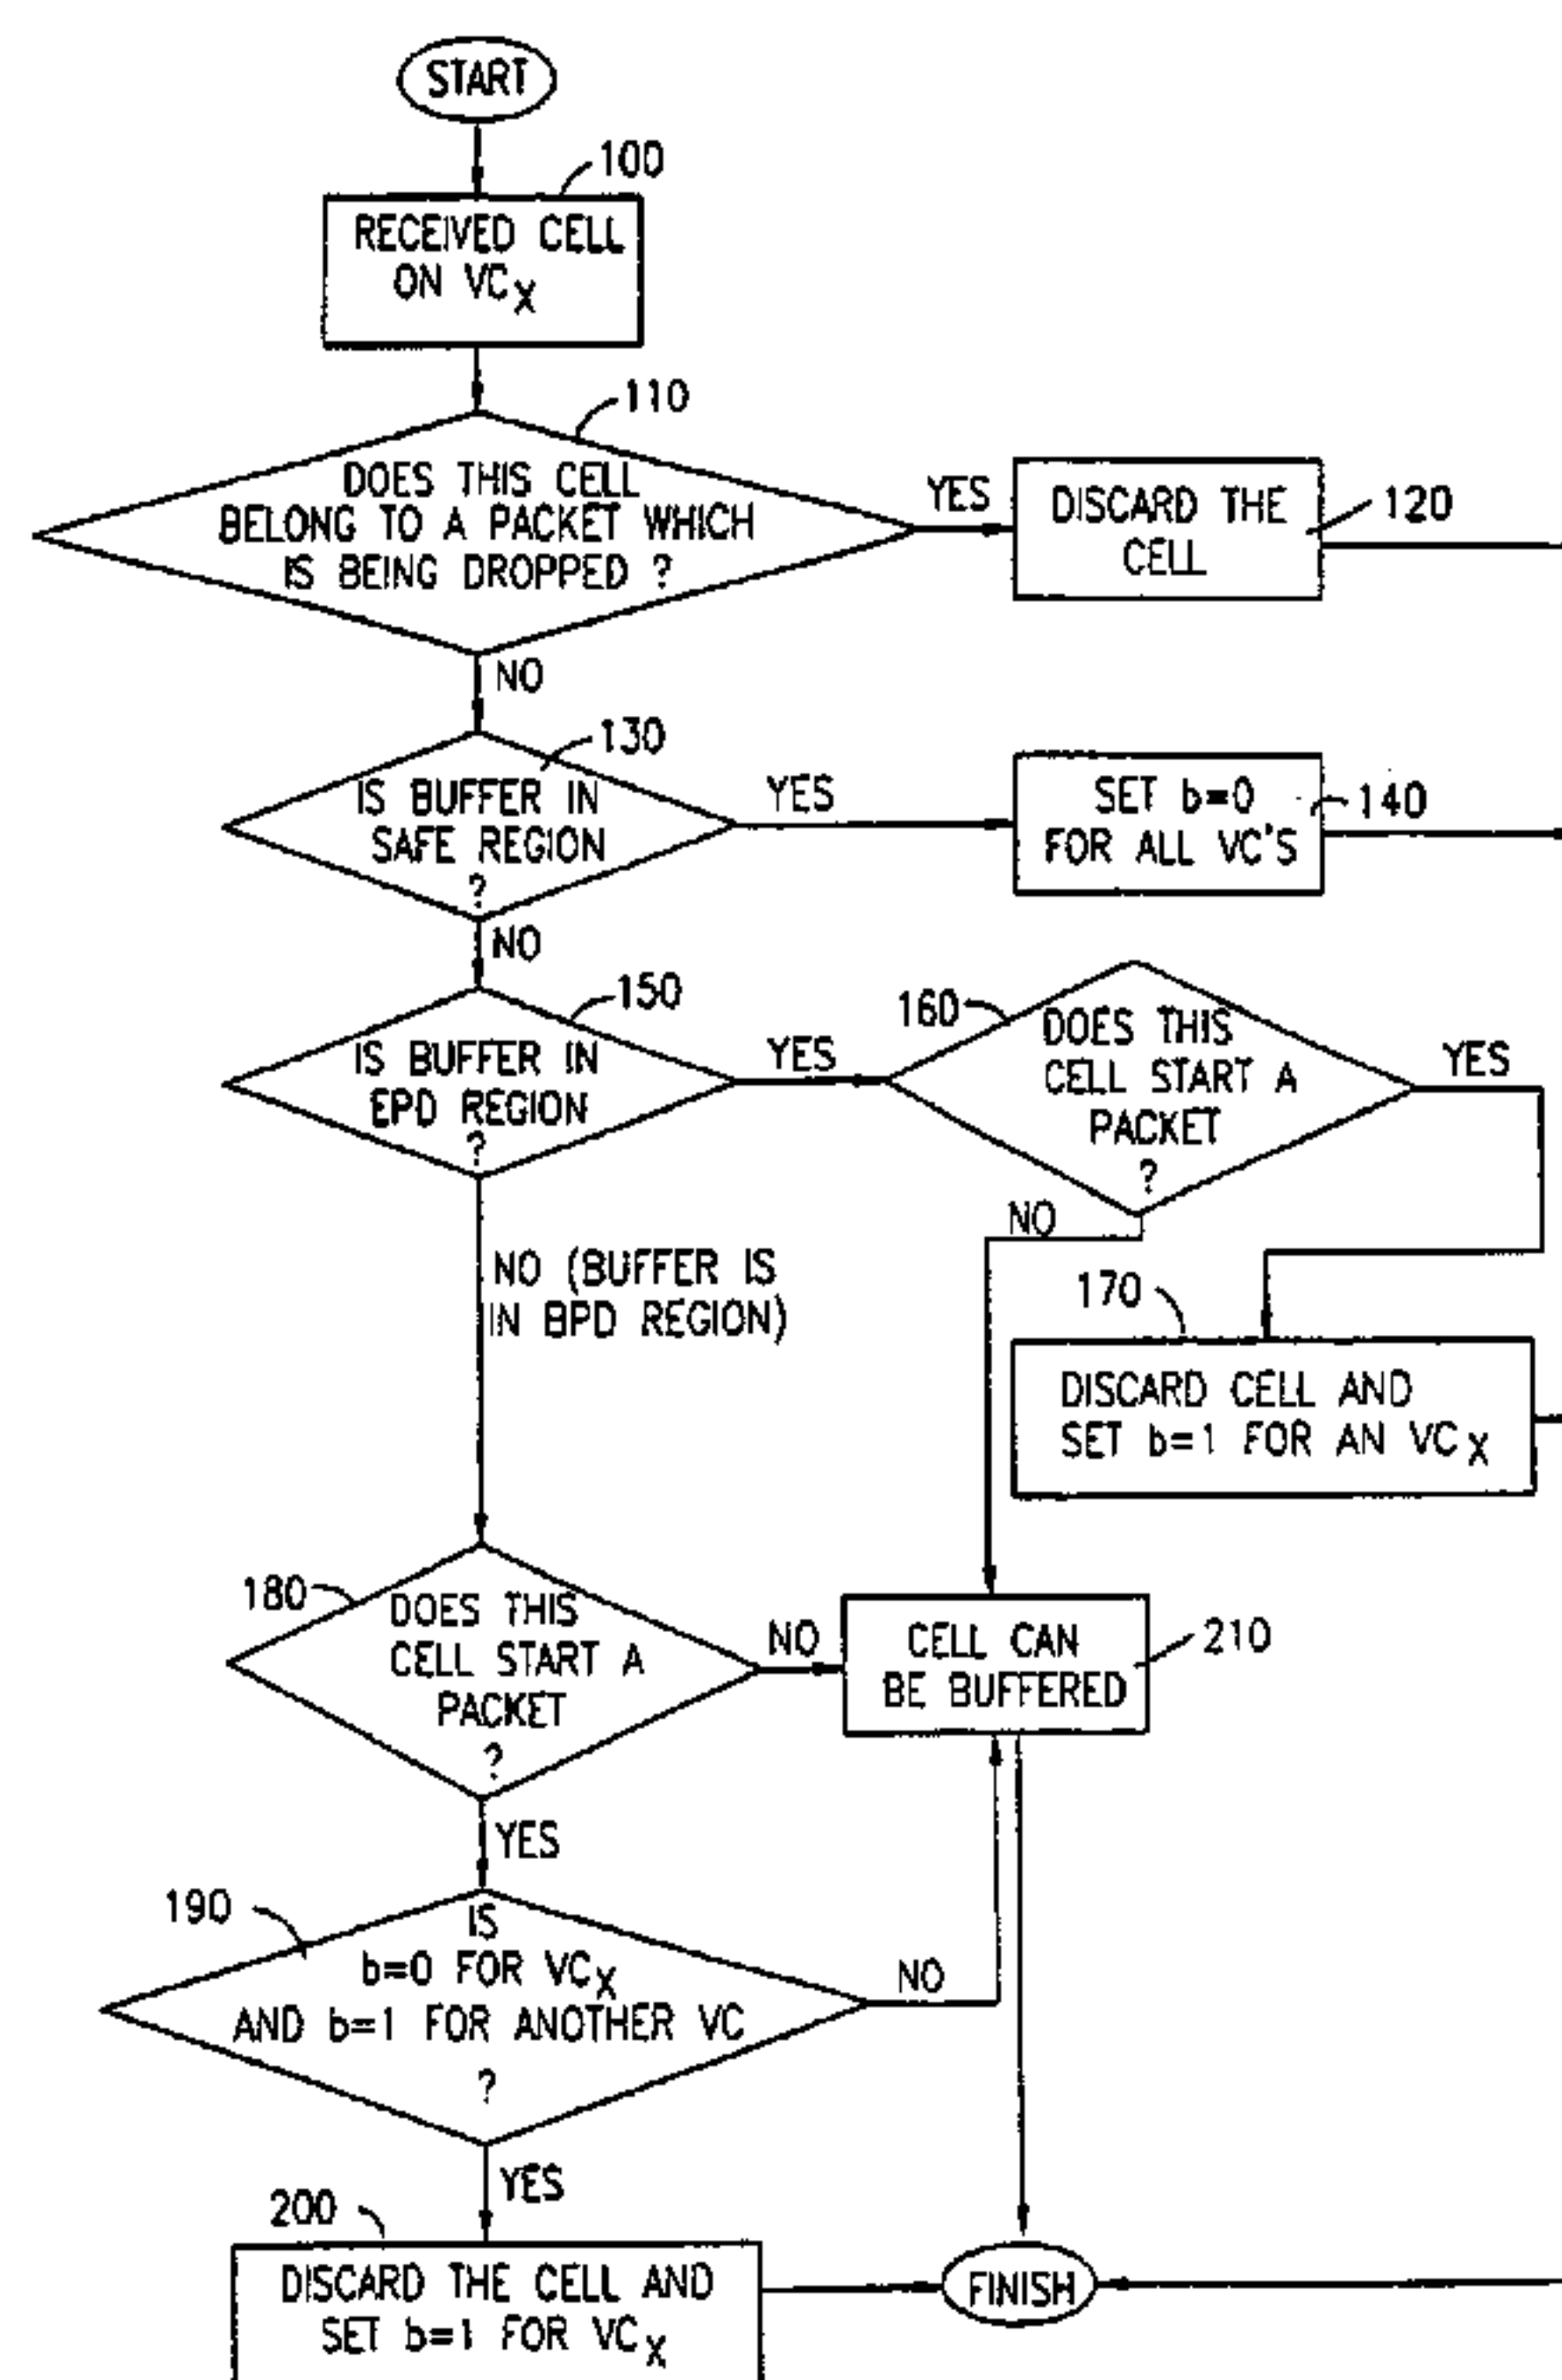 START
100
RECEIVED CELL
ON VCX
110
DOES THIS CELL
BELONG TO A PACKET WHICH
IS BEING DROPPED ?
YES
DISCARD THE
CELL
120
NO
130
IS BUFFER IN
SAFE REGION
?
YES
SET b=0
FOR ALL VC'S
140
NO
150
IS BUFFER IN
EPD REGION
?
YES
160
DOES THIS
CELL START A
PACKET
?
YES
NO
NO (BUFFER IS
IN BPD REGION)
170
DISCARD CELL AND
SET b=1 FOR AN VCX
180
DOES THIS
CELL START A
PACKET
?
NO
CELL CAN
BE BUFFERED
210
YES
190
IS
b=0 FOR VCX
AND b=1 FOR ANOTHER VC
?
NO
YES
200
DISCARD THE CELL AND
SET b=1 FOR VCX
FINISH